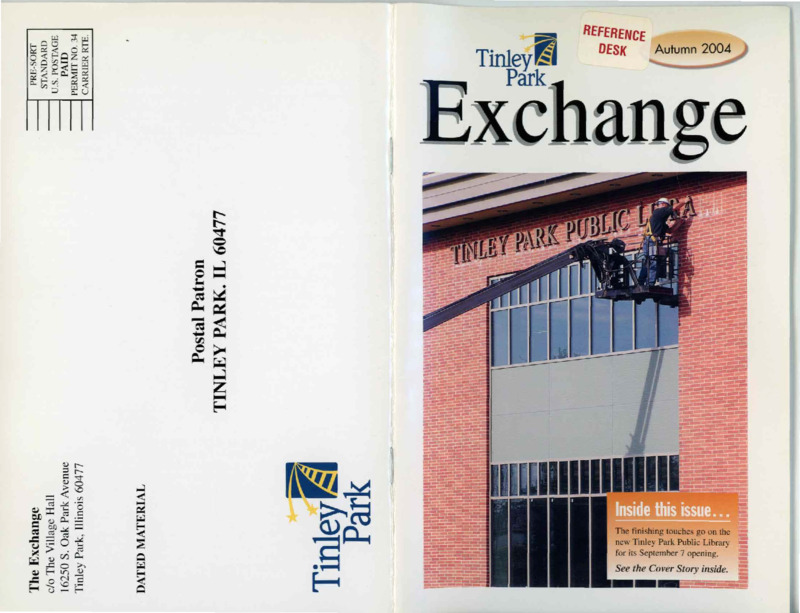 PRE-SORT
STANDARD
U.S. POSTAGE
PAID
PERMIT NO. 34
CARRIER RTE.
Postal Patron
TINLEY PARK. IL 60477
The Exchange
c/o The Village Hall
16250 S. Oak Park Avenue
Tinley Park, Illinois 60477
DATED MATERIAL
Tinley
Park
REFERENCE
DESK
Autumn 2004
Tinley
Park
Exchange
TINLEY PARK PUBLIC
Inside this issue...
The finishing touches go on the
new Tinley Park Public Library
for its September 7 opening.
See the Cover Story inside.